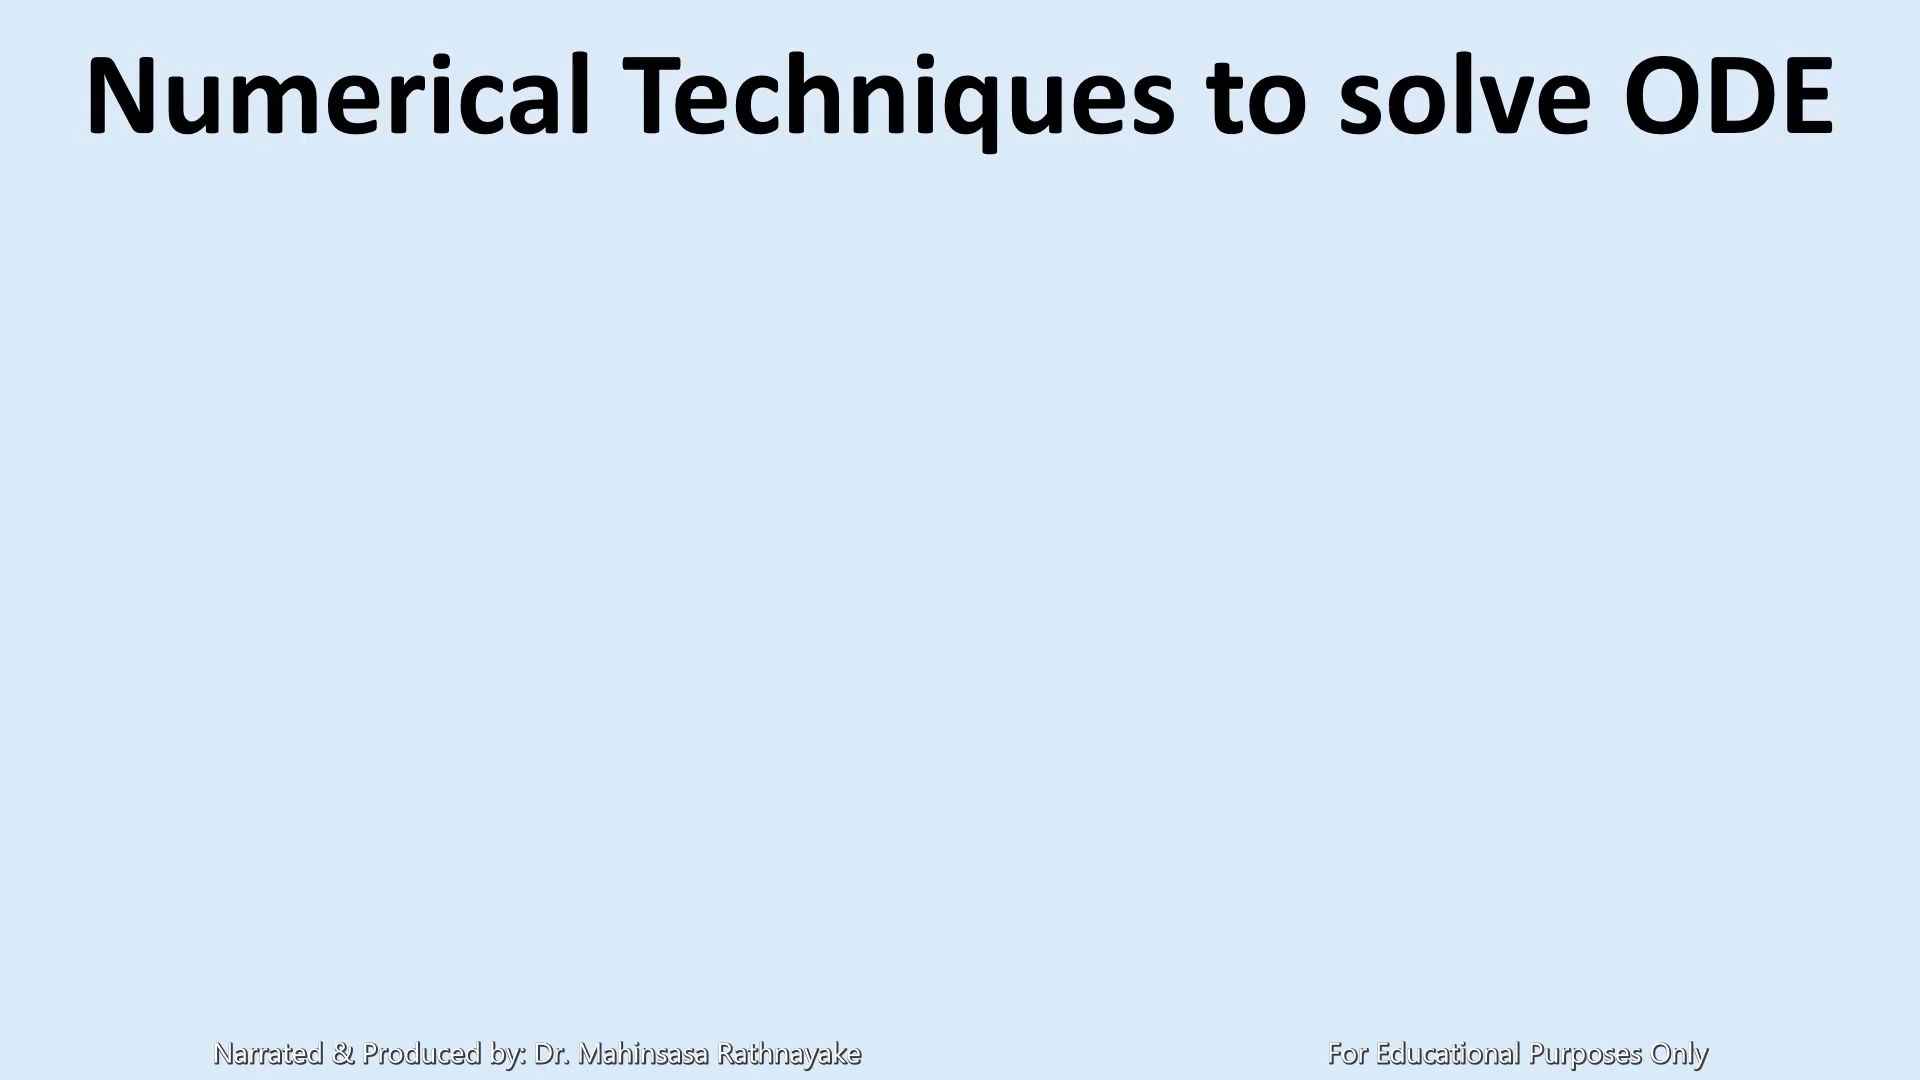 Numerical Techniques to solve ODE
Narrated & Produced by: Dr. Mahinsasa Rathnayake
For Educational Purposes Only